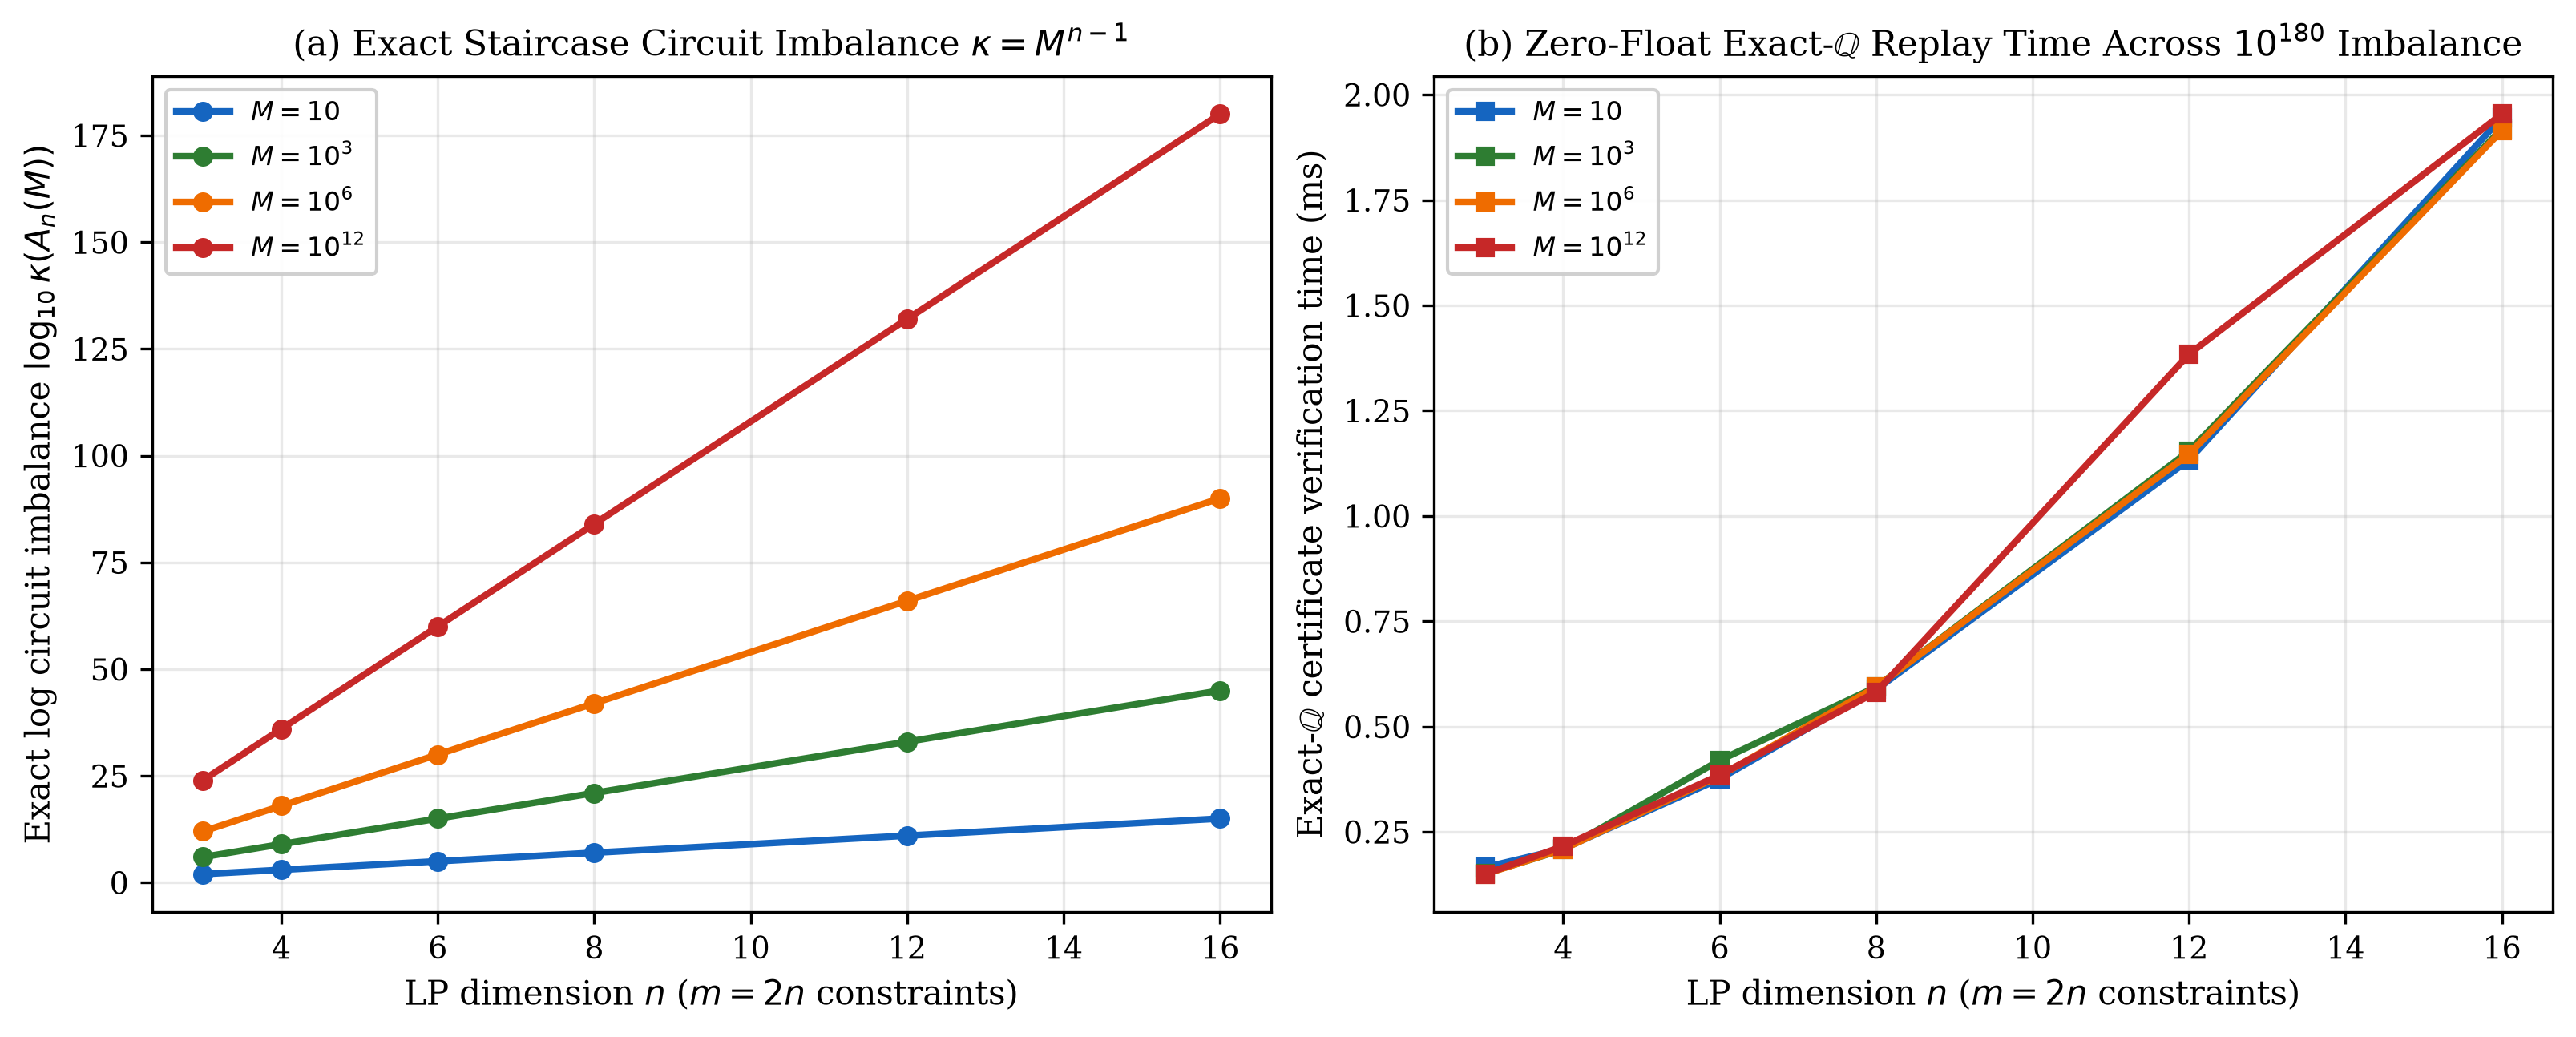 (a) Exact Staircase Circuit Imbalance κ = Mⁿ⁻¹
Exact log circuit imbalance log₁₀ κ(Aₙ(M))
175
150
125
100
75
50
25
0
M = 10
M = 10³
M = 10⁶
M = 10¹²
4 6 8 10 12 14 16
LP dimension n (m = 2n constraints)
(b) Zero-Float Exact-ℚ Replay Time Across 10¹⁸⁰ Imbalance
Exact-ℚ certificate verification time (ms)
2.00
1.75
1.50
1.25
1.00
0.75
0.50
0.25
M = 10
M = 10³
M = 10⁶
M = 10¹²
4 6 8 10 12 14 16
LP dimension n (m = 2n constraints)